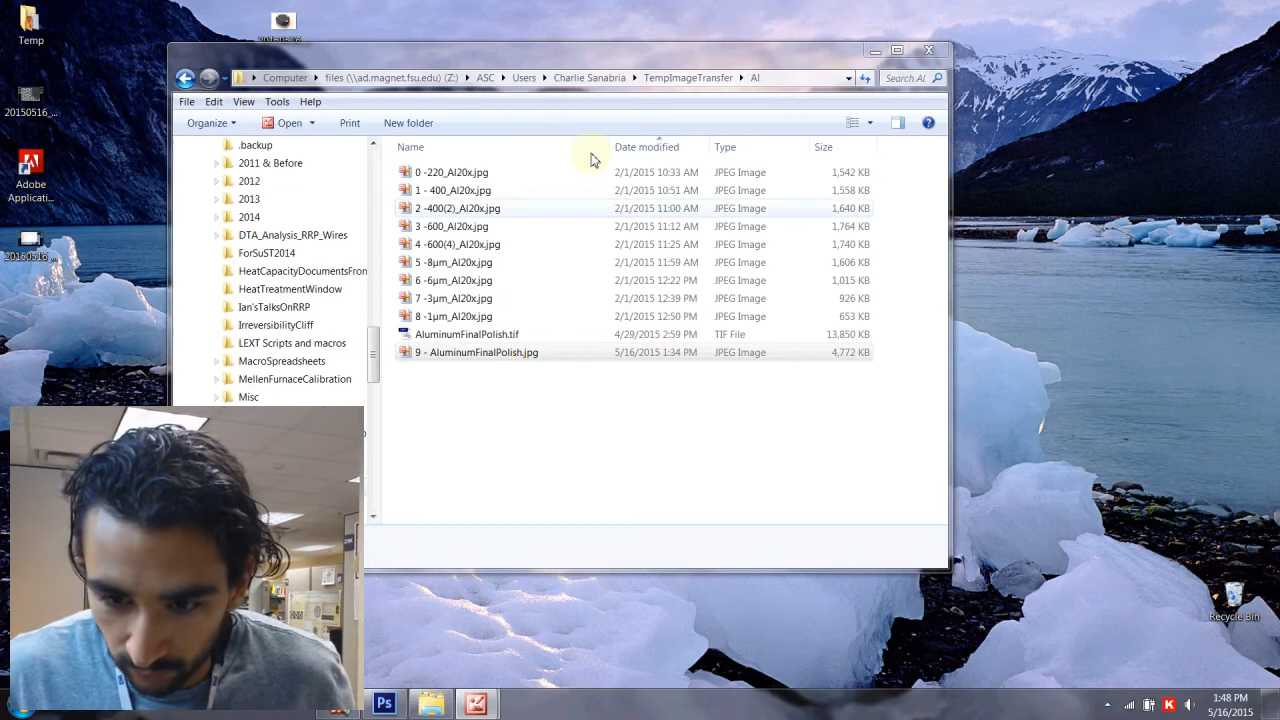 Temp
20150516_...
Adobe
Applicati...
20160516_...
Computer
files (\\ad.magnet.fsu.edu) (Z:)
ASC
Users
Charlie Sanabria
TempImageTransfer
Al
Search Al
File
Edit
View
Tools
Help
Organize
Open
Print
New folder
.backup
2011 & Before
2012
2013
2014
DTA_Analysis_RRP_Wires
ForSuST2014
HeatCapacityDocumentsFron
HeatTreatmentWindow
Ian'sTalksOnRRP
IrreversibilityCliff
LEXT Scripts and macros
MacroSpreadsheets
MellenFurnaceCalibration
Misc
Name Date modified Type Size
0 -220_Al20x.jpg 2/1/2015 10:33 AM JPEG Image 1,542 KB
1 - 400_Al20x.jpg 2/1/2015 10:51 AM JPEG Image 1,558 KB
2 -400(2)_Al20x.jpg 2/1/2015 11:00 AM JPEG Image 1,640 KB
3 -600_Al20x.jpg 2/1/2015 11:12 AM JPEG Image 1,764 KB
4 -600(4)_Al20x.jpg 2/1/2015 11:25 AM JPEG Image 1,740 KB
5 -8µm_Al20x.jpg 2/1/2015 11:59 AM JPEG Image 1,606 KB
6 -6µm_Al20x.jpg 2/1/2015 12:22 PM JPEG Image 1,015 KB
7 -3µm_Al20x.jpg 2/1/2015 12:39 PM JPEG Image 926 KB
8 -1µm_Al20x.jpg 2/1/2015 12:50 PM JPEG Image 653 KB
AluminumFinalPolish.tif 4/29/2015 2:59 PM TIF File 13,850 KB
9 - AluminumFinalPolish.jpg 5/16/2015 1:34 PM JPEG Image 4,772 KB
Recycle Bin
Ps
K
1:48 PM
5/16/2015